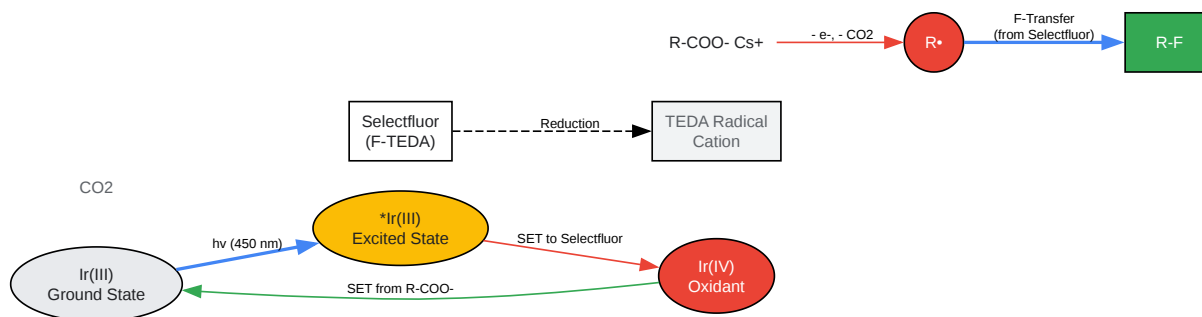 R-COO- Cs+
- e-, - CO2
R•
F-Transfer
(from Selectfluor)
R-F
Selectfluor
(F-TEDA)
Reduction
TEDA Radical
Cation
CO2
Ir(III)
Ground State
hv (450 nm)
*Ir(III)
Excited State
SET to Selectfluor
Ir(IV)
Oxidant
SET from R-COO-